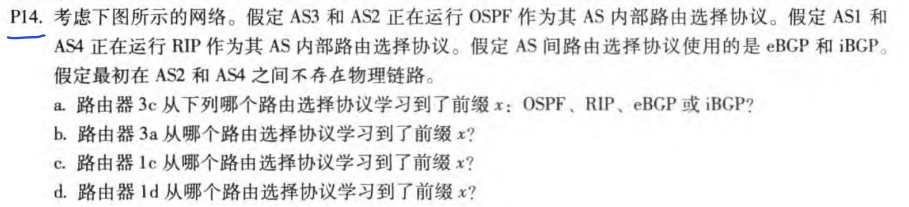 P14. 考虑下图所示的网络。假定 AS3 和 AS2 正在运行 OSPF 作为其 AS 内部路由选择协议。假定 AS1 和
AS4 正在运行 RIP 作为其 AS 内部路由选择协议。假定 AS 间路由选择协议使用的是 eBGP 和 iBGP。
假定最初在 AS2 和 AS4 之间不存在物理链路。
a. 路由器 3c 从下列哪个路由选择协议学习到了前缀 x：OSPF、RIP、eBGP 或 iBGP?
b. 路由器 3a 从哪个路由选择协议学习到了前缀 x?
c. 路由器 1c 从哪个路由选择协议学习到了前缀 x?
d. 路由器 1d 从哪个路由选择协议学习到了前缀 x?